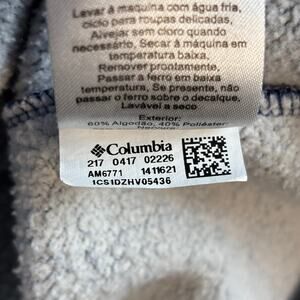 Lavar à máquina com água fria,
ciclo para roupas delicadas,
Alvejar sem cloro quando
necessário, Secar à máquina em
temperatura baixa,
Remover prontamente,
Passar a ferro em baixa
temperatura, Se presente, não
passar o ferro sobre o decalque,
Lavável a seco
Exterior:
60% Algodão, 40% Poliéster
Columbia
217 0417 02226
AM6771 1411621
1CS1DZHV05436